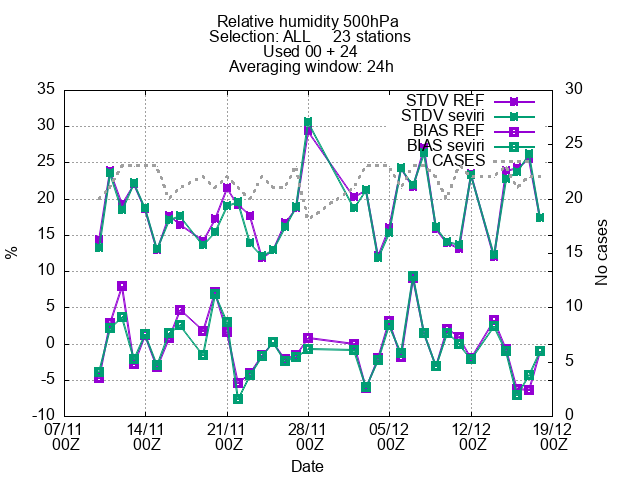 Relative humidity 500hPa
Selection: ALL     23 stations
Used 00 + 24
Averaging window: 24h
STDV REF
STDV seviri
BIAS REF
BIAS seviri
CASES
35
30
25
20
15
10
5
0
-5
-10
%
30
25
20
15
10
5
0
No cases
07/11 14/11 21/11 28/11 05/12 12/12 19/12
00Z 00Z 00Z 00Z 00Z 00Z 00Z
Date